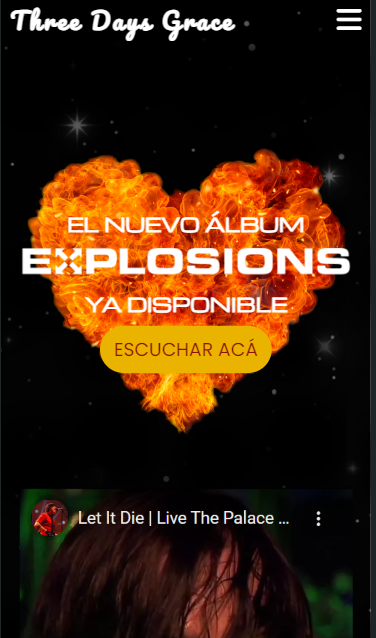 Three Days Grace
EL NUEVO ÁLBUM
EXPLOSIONS
YA DISPONIBLE
ESCUCHAR ACÁ
Let It Die | Live The Palace ...